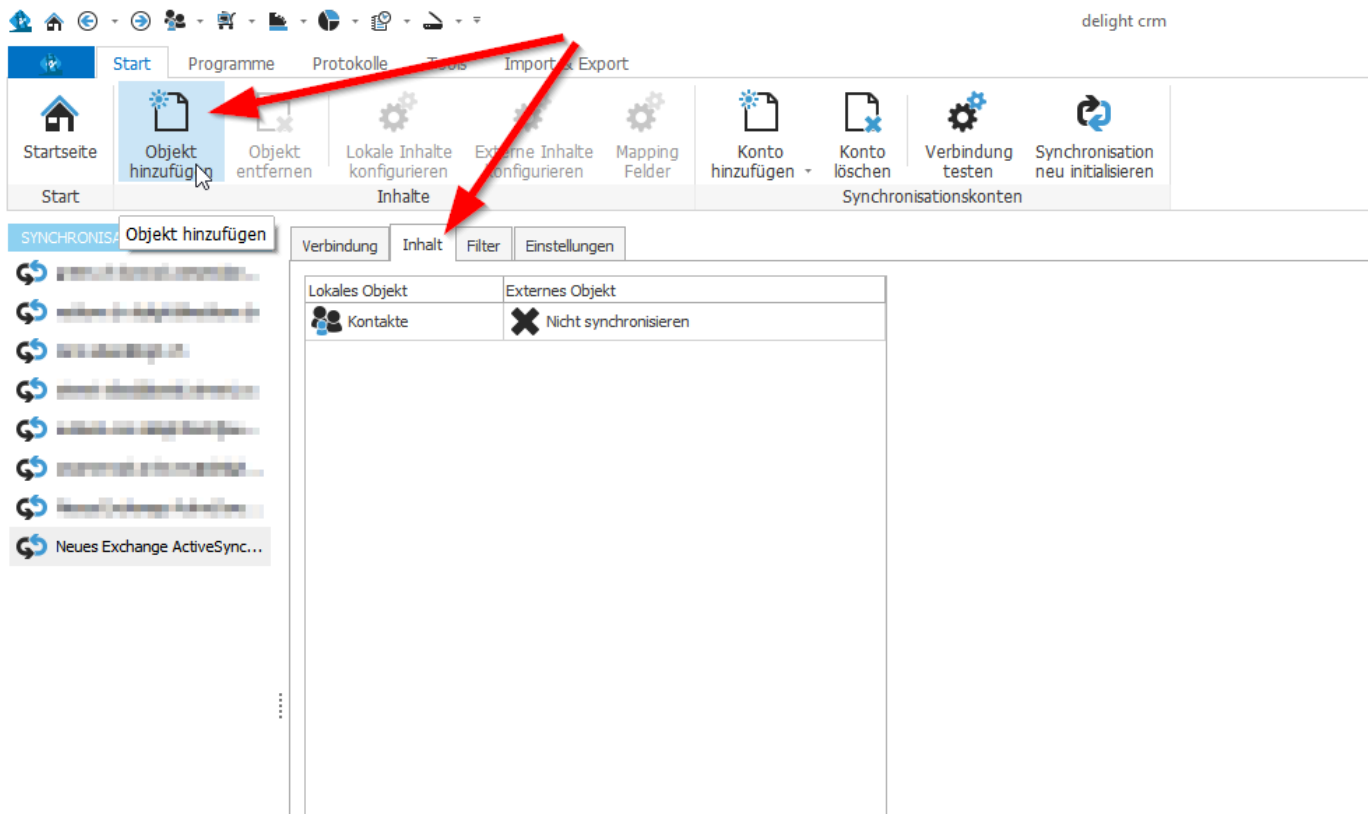 delight crm
Start Programme Protokolle Tools Import & Export
Startseite
Objekt hinzufügen
Objekt entfernen
Lokale Inhalte konfigurieren
Externe Inhalte konfigurieren
Mapping Felder
Konto hinzufügen
Konto löschen
Verbindung testen
Synchronisation neu initialisieren
Start Inhalte Synchronisationskonten
Objekt hinzufügen
Verbindung Inhalt Filter Einstellungen
Lokales Objekt Externes Objekt
Kontakte Nicht synchronisieren
Neues Exchange ActiveSync...